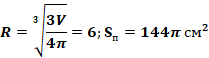 R = ∛(3V/4π) = 6; Sп = 144π см²